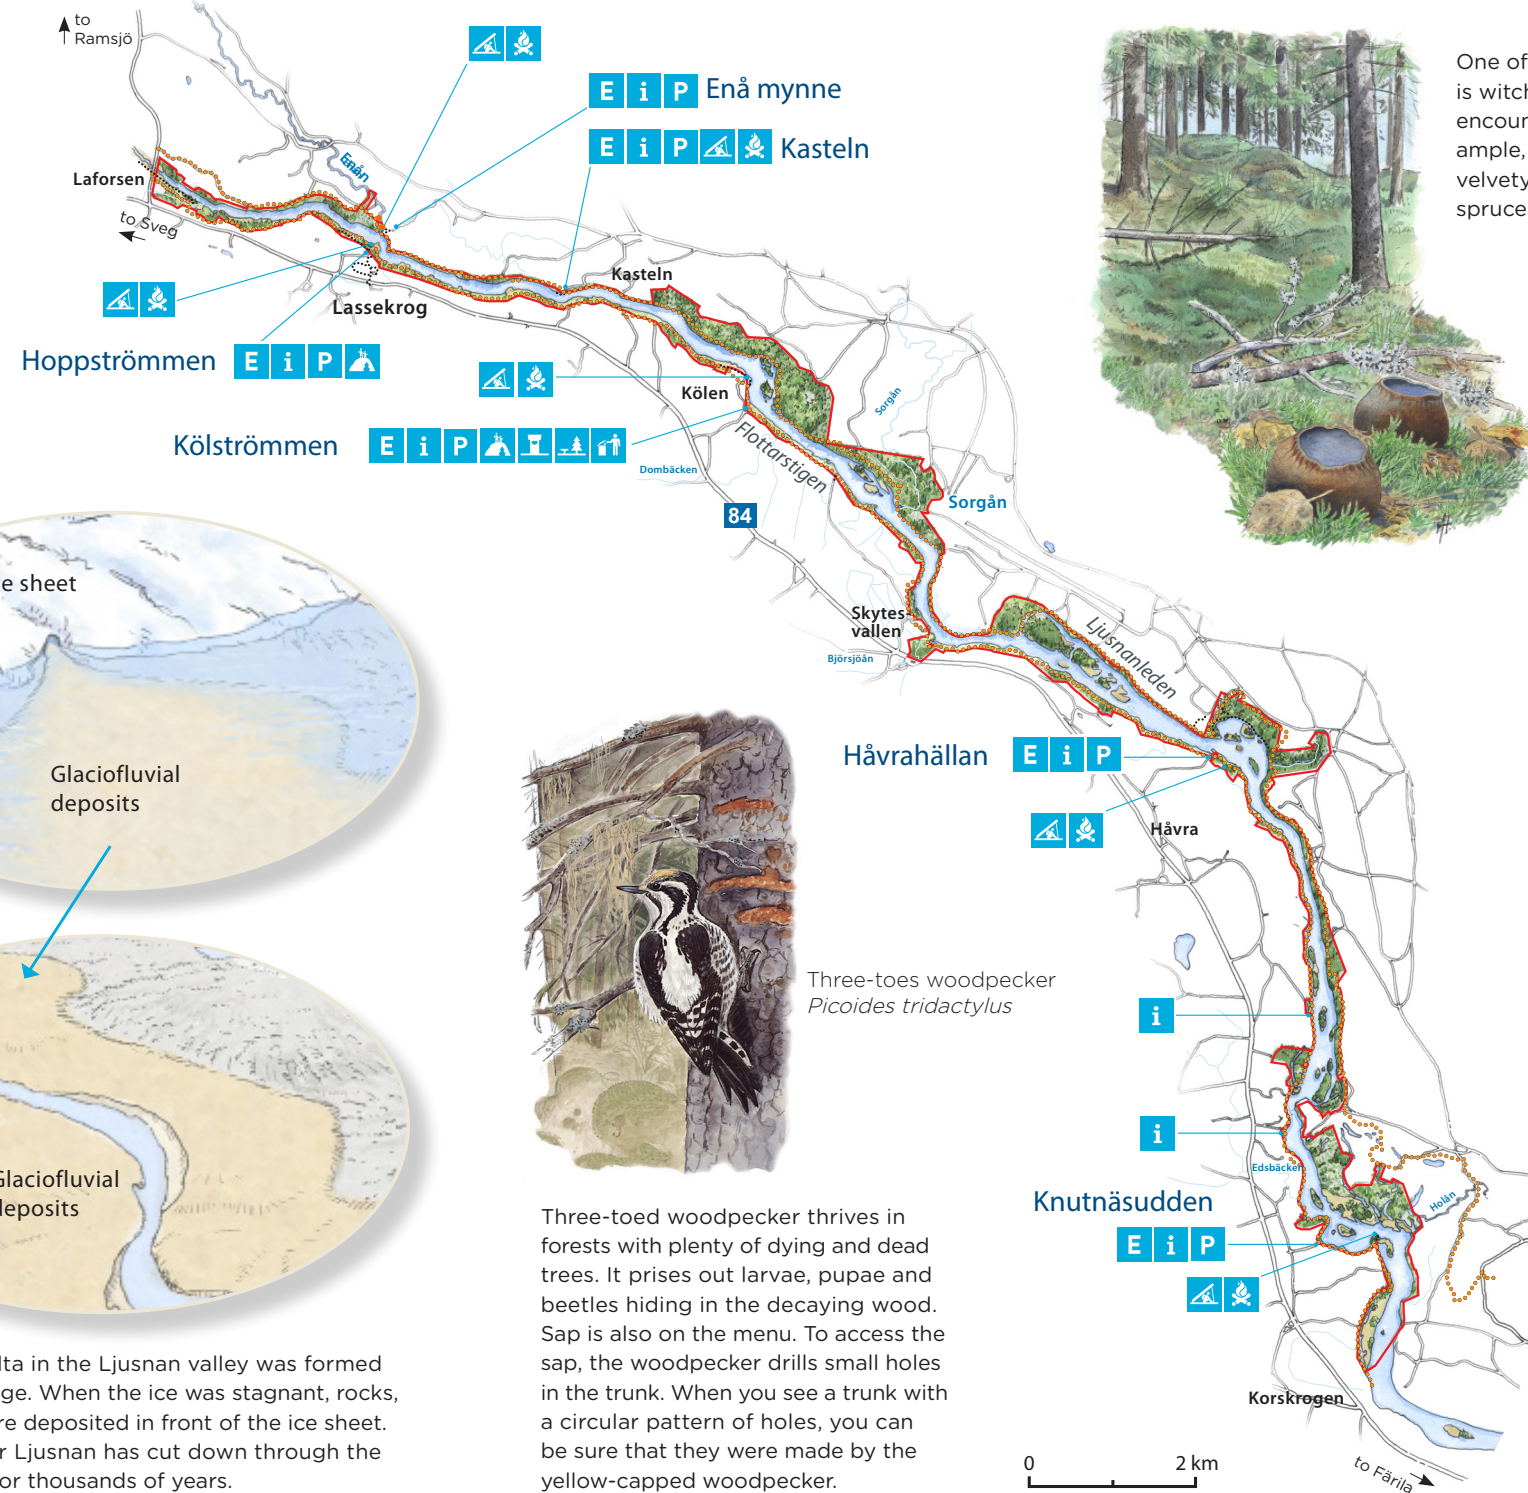 to
Ramsjö
E i P Enå mynne
E i P Kasteln
Enån
Laforsen
to Sveg
Kasteln
Lassekrog
Hoppströmmen E i P
Kölen
Sorgån
Kölströmmen E i P
Flottarstigen
Dombäcken
84
Sorgån
Skytes-
vallen
Björsjöån
Ljusnanleden
Håvrahällan E i P
Håvra
i
i
Edsbäcken
Holån
Knutnäsudden
E i P
Korskrogen
0 2 km
to Färila
One of
is witch
encour
ample,
velvety
spruce
e sheet
Glaciofluvial
deposits
Glaciofluvial
deposits
lta in the Ljusnan valley was formed
ge. When the ice was stagnant, rocks,
re deposited in front of the ice sheet.
r Ljusnan has cut down through the
or thousands of years.
Three-toes woodpecker
Picoides tridactylus
Three-toed woodpecker thrives in
forests with plenty of dying and dead
trees. It prises out larvae, pupae and
beetles hiding in the decaying wood.
Sap is also on the menu. To access the
sap, the woodpecker drills small holes
in the trunk. When you see a trunk with
a circular pattern of holes, you can
be sure that they were made by the
yellow-capped woodpecker.